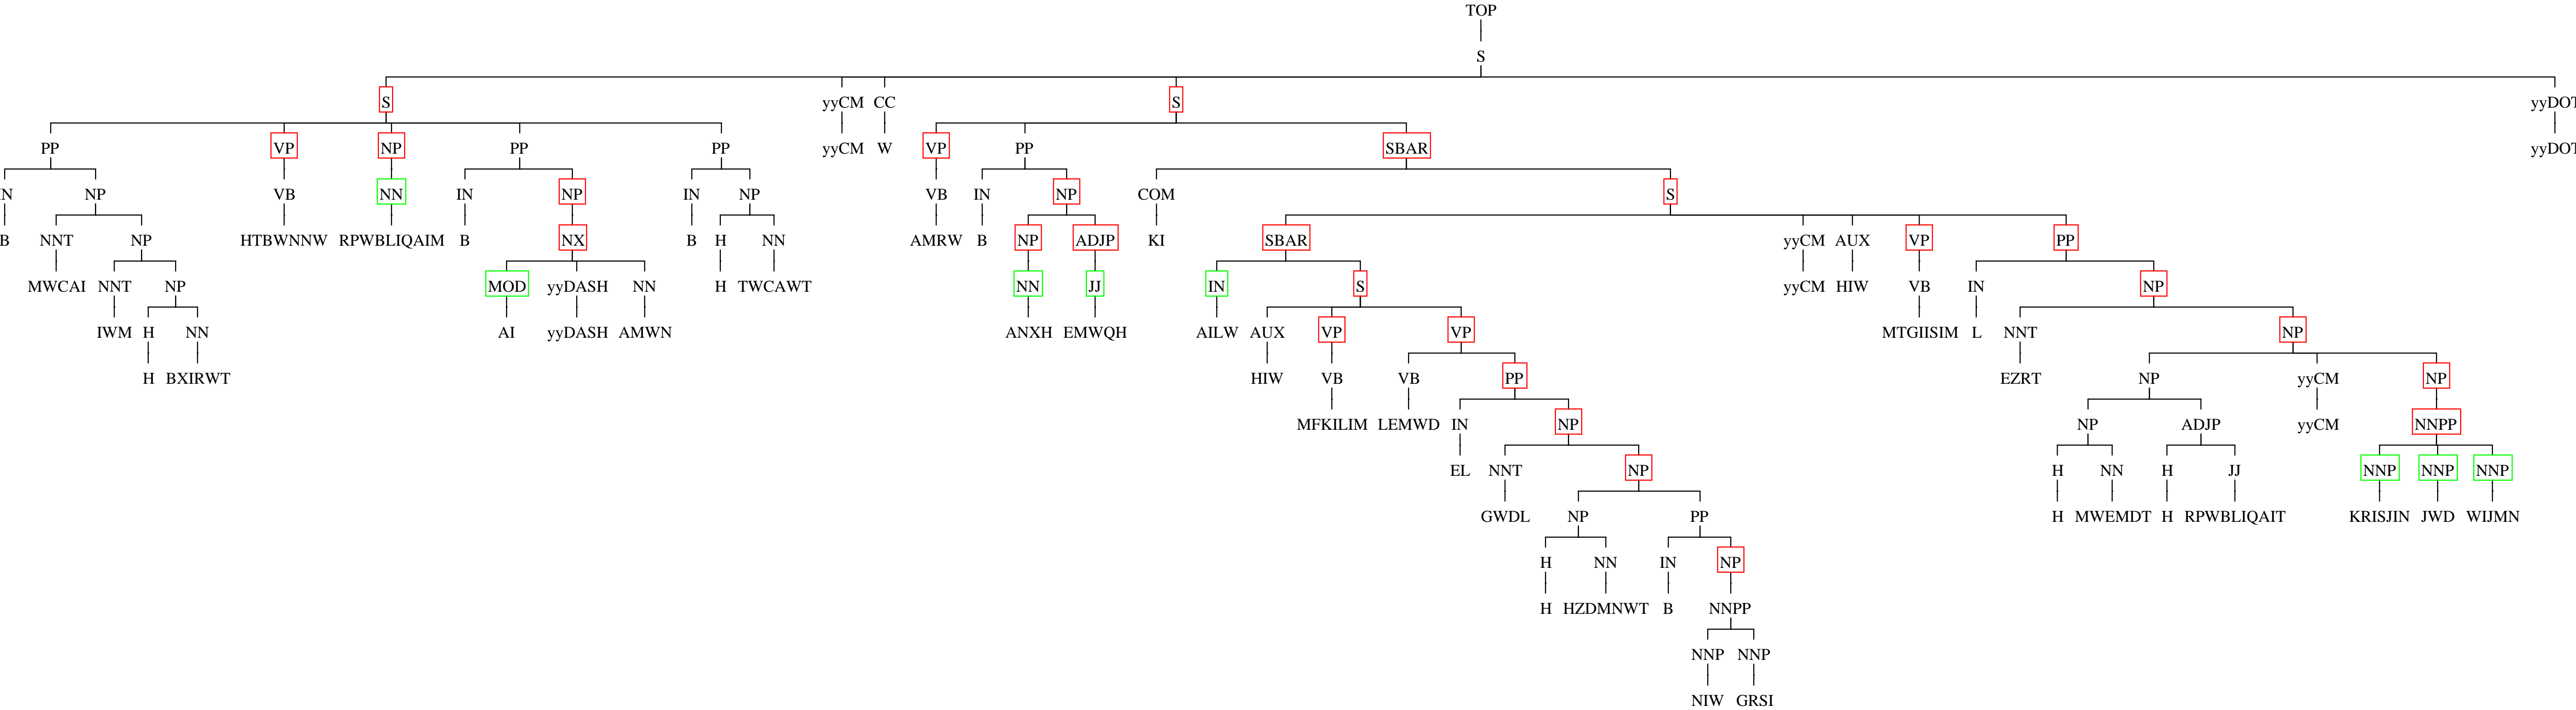 TOP
S
S yyCM CC S yyDOT
PP VP NP PP PP yyCM W VP PP SBAR yyDOT
IN NP VB NN IN NP IN NP VB IN NP COM S
B NNT NP HTBWNNW RPWBLIQAIM B NX B H NN AMRW B NP ADJP KI SBAR yyCM AUX VP PP
MWCAI NNT NP MOD yyDASH NN H TWCAWT NN JJ IN S yyCM HIW VB IN NP
IWM H NN AI yyDASH AMWN ANXH EMWQH AILW AUX VP VP MTGIISIM L NNT NP
H BXIRWT HIW VB VB PP EZRT NP yyCM NP
MFKILIM LEMWD IN NP NP ADJP yyCM NNPP
EL NNT NP H NN H JJ NNP NNP NNP
GWDL NP PP H MWEMDT H RPWBLIQAIT KRISJIN JWD WIJMN
H NN IN NP
H HZDMNWT B NNPP
NNP NNP
NIW GRSI